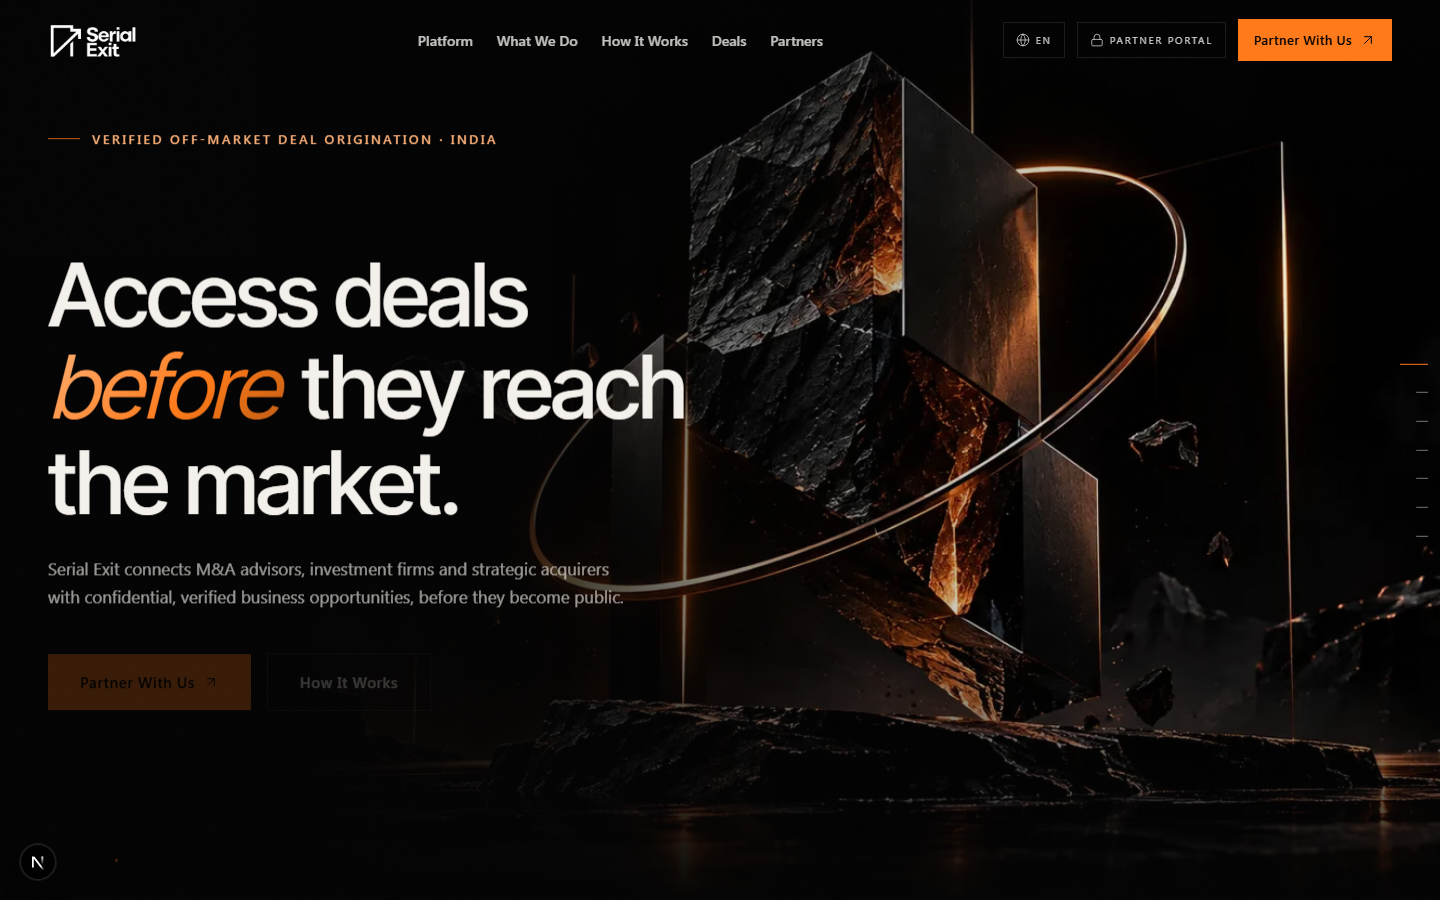 Serial
Exit
Platform
What We Do
How It Works
Deals
Partners
EN
PARTNER PORTAL
Partner With Us
VERIFIED OFF-MARKET DEAL ORIGINATION · INDIA
Access deals
before they reach
the market.
Serial Exit connects M&A advisors, investment firms and strategic acquirers
with confidential, verified business opportunities, before they become public.
Partner With Us
How It Works
N